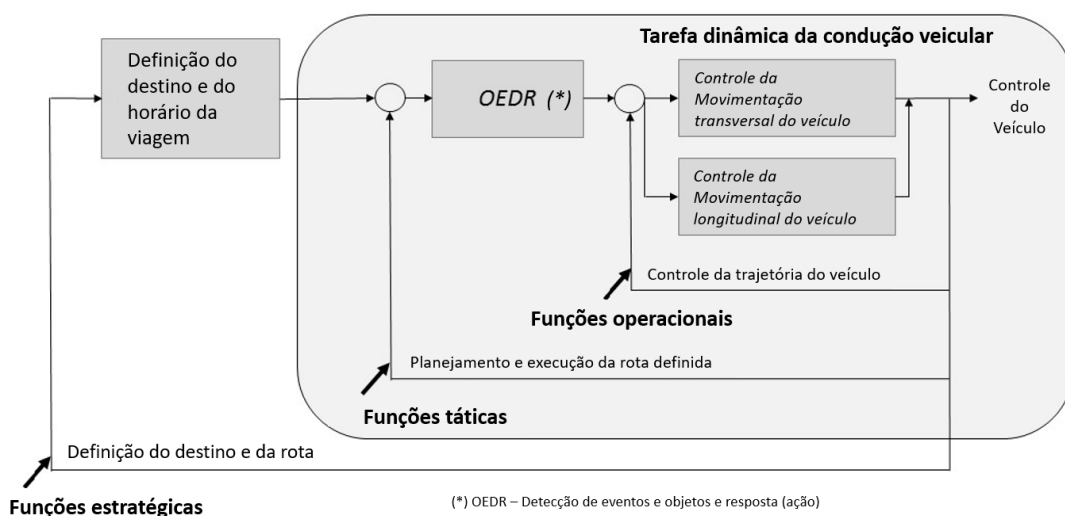 Tarefa dinâmica da condução veicular
Definição do
destino e do
horário da
viagem
OEDR (*)
Controle da
Movimentação
transversal do veículo
Controle
do
Veículo
Controle da
Movimentação
longitudinal do veículo
Controle da trajetória do veículo
Funções operacionais
Planejamento e execução da rota definida
Funções táticas
Definição do destino e da rota
Funções estratégicas
(*) OEDR – Detecção de eventos e objetos e resposta (ação)